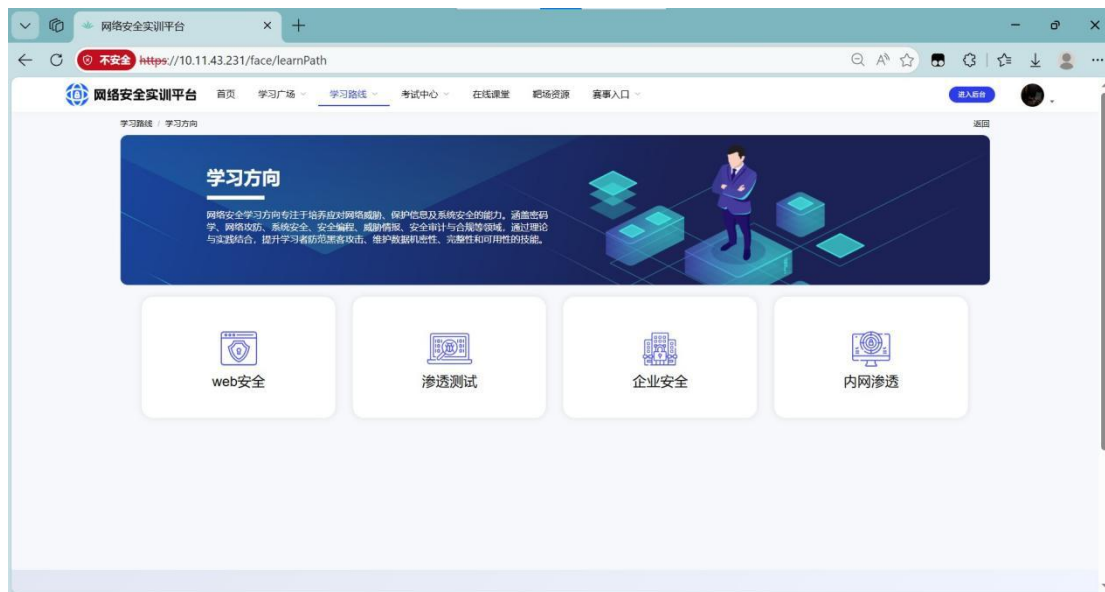 网络安全实训平台
不安全 https://10.11.43.231/face/learnPath
网络安全实训平台 首页 学习广场 学习路线 考试中心 在线课堂 靶场资源 赛事入口 进入后台
学习路线 / 学习方向 返回
学习方向
网络安全学习方向专注于培养应对网络威胁、保护信息及系统安全的能力。涵盖密码
学、网络攻防、系统安全、安全编程、威胁情报、安全审计与合规等领域，通过理论
与实践结合，提升学习者防范黑客攻击、维护数据机密性、完整性和可用性的技能。
web安全 渗透测试 企业安全 内网渗透